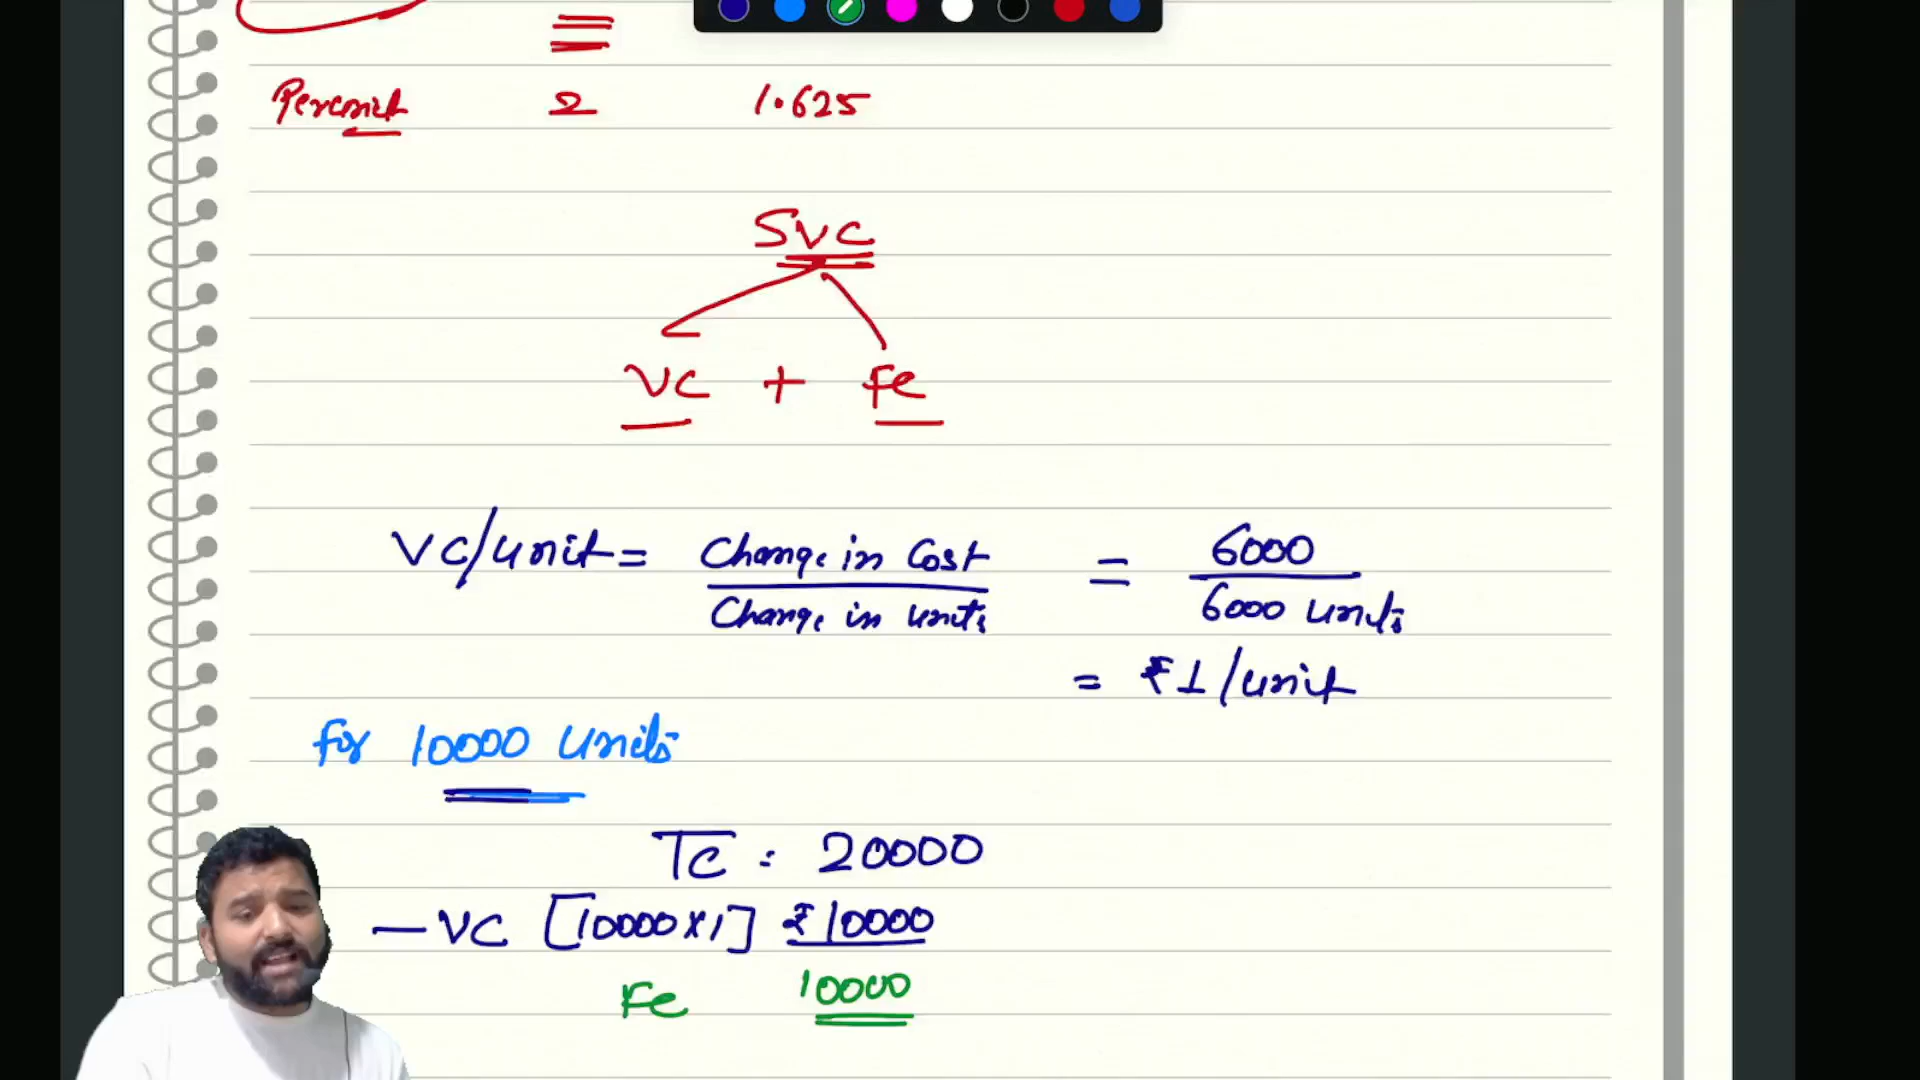 Perunit 2 1.625
SVC
VC + FC
VC/unit = Change in Cost / Change in units = 6000 / 6000 units
= ₹1/unit
for 10000 units
TC : 20000
— VC [10000×1] ₹10000
FC 10000